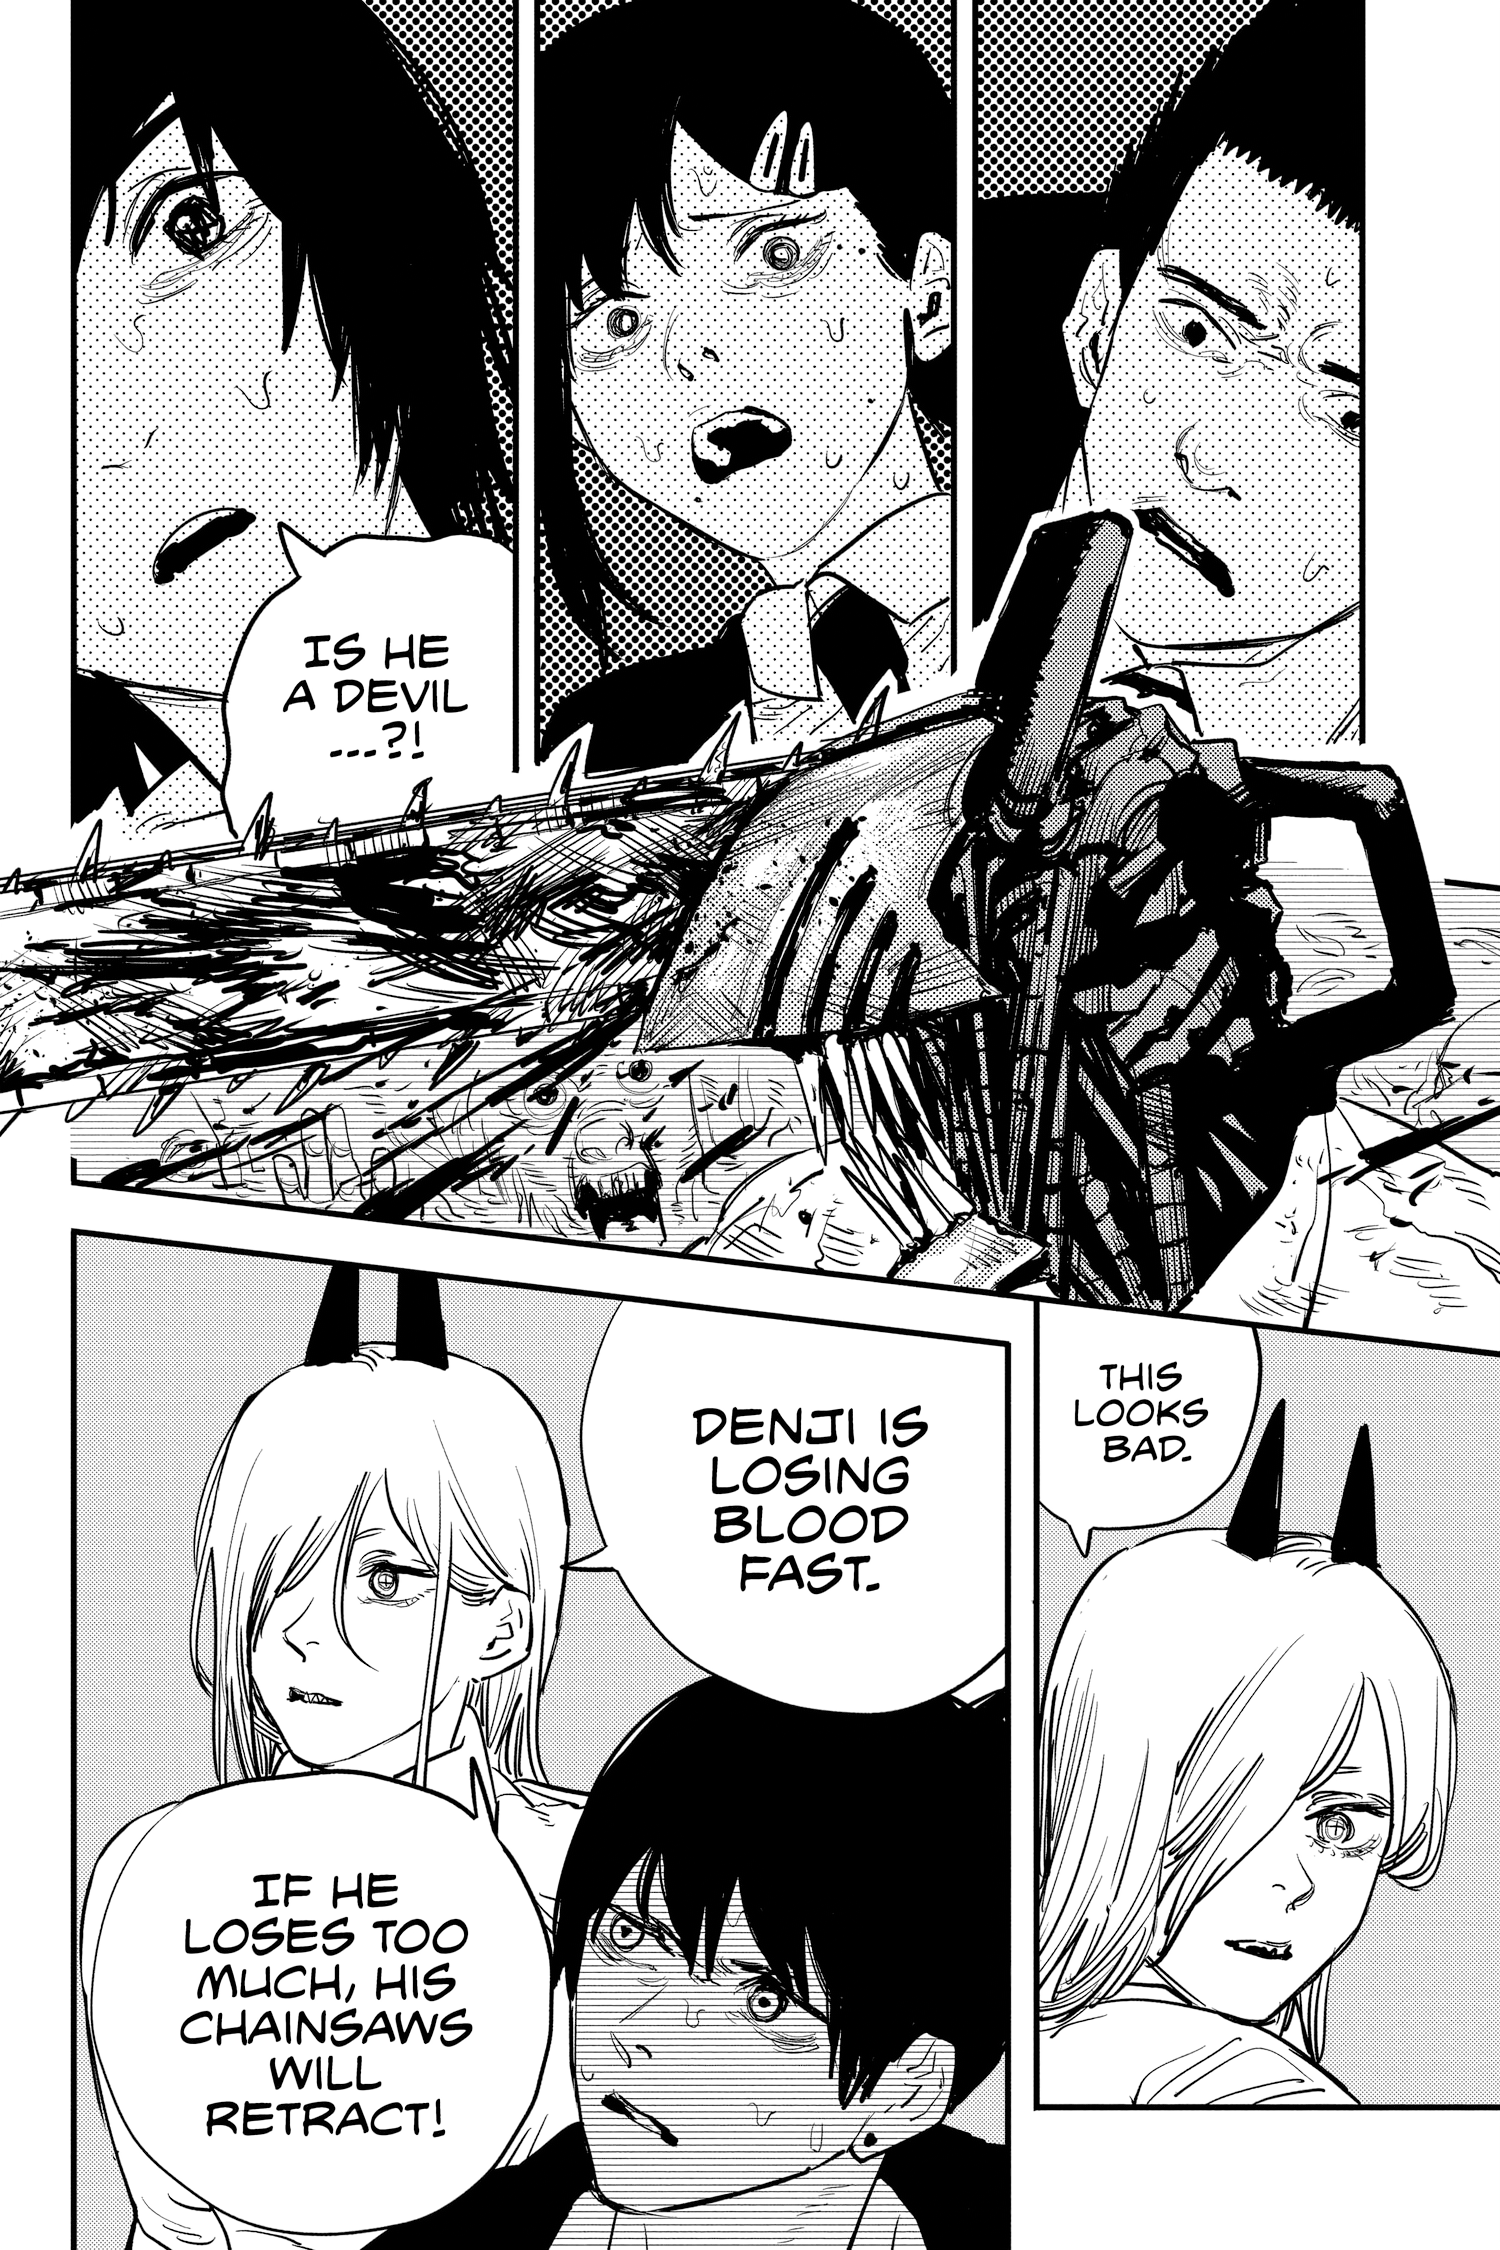 IS HE
A DEVIL
...?!
THIS
LOOKS
BAD.
DENJI IS
LOSING
BLOOD
FAST.
IF HE
LOSES TOO
MUCH, HIS
CHAINSAWS
WILL
RETRACT!